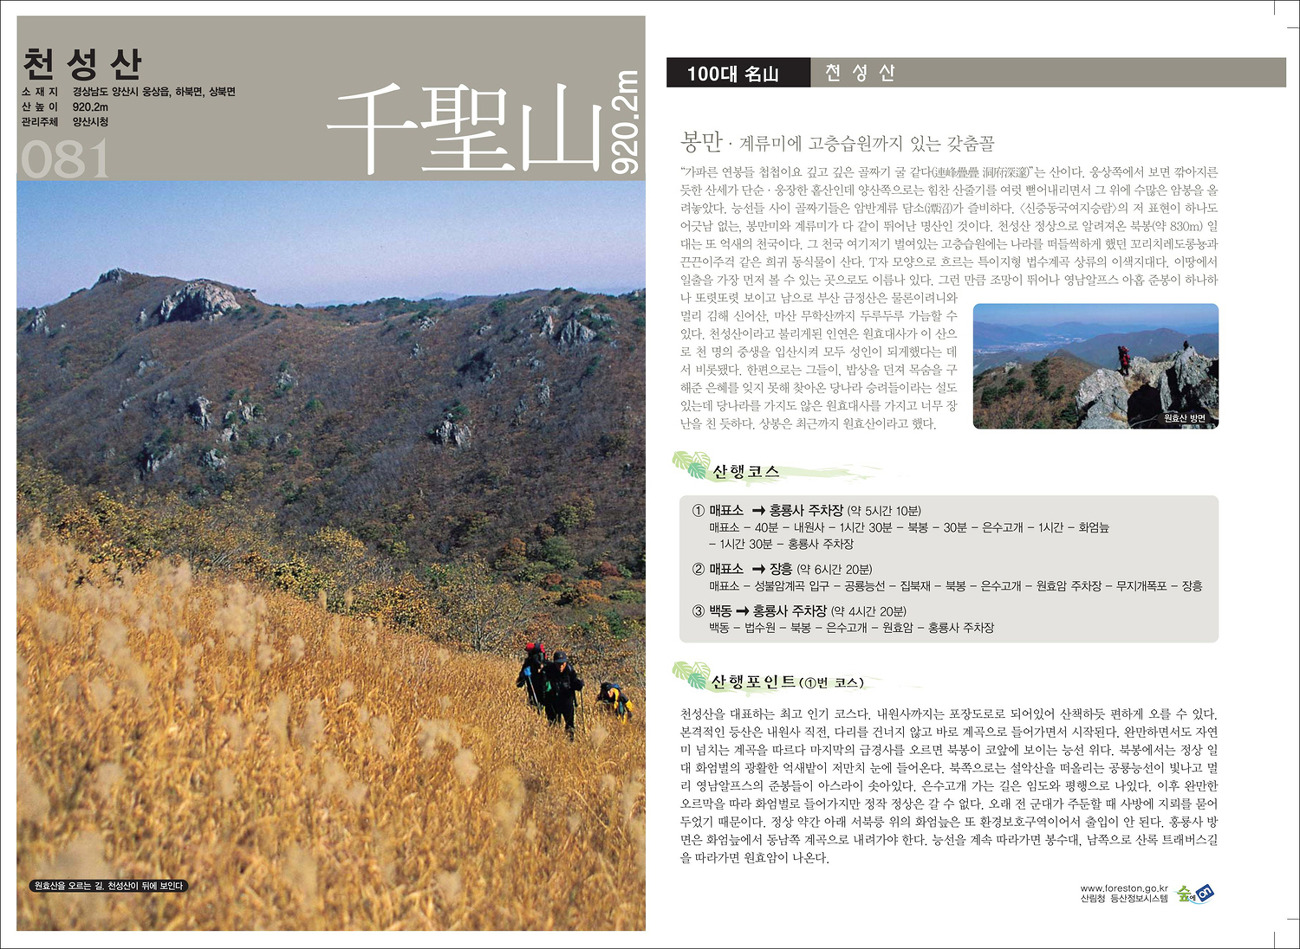 천성산
소재지 경상남도 양산시 웅상읍, 하북면, 상북면
산높이 920.2m
관리주체 양산시청
081
千聖山
920.2m
원효산을 오르는 길. 천성산이 뒤에 보인다
100대 名山 천성산
봉만·계류미에 고층습원까지 있는 갖춤꼴
“가파른 연봉들 첩첩이요 깊고 깊은 골짜기 굴 같다(連峰疊疊 洞府深邃)”는 산이다. 웅상쪽에서 보면 깎아지른
듯한 산세가 단순·웅장한 흙산인데 양산쪽으로는 힘찬 산줄기를 여럿 뻗어내리면서 그 위에 수많은 암봉을 올
려놓았다. 능선들 사이 골짜기들은 암반계류 담소(潭沼)가 즐비하다. 〈신증동국여지승람〉의 저 표현이 하나도
어긋남 없는, 봉만미와 계류미가 다 같이 뛰어난 명산인 것이다. 천성산 정상으로 알려져온 북봉(약 830m) 일
대는 또 억새의 천국이다. 그 천국 여기저기 벌여있는 고층습원에는 나라를 떠들썩하게 했던 꼬리치레도롱뇽과
끈끈이주걱 같은 희귀 동식물이 산다. T자 모양으로 흐르는 특이지형 법수계곡 상류의 이색지대다. 이땅에서
일출을 가장 먼저 볼 수 있는 곳으로도 이름나 있다. 그런 만큼 조망이 뛰어나 영남알프스 아홉 준봉이 하나하
나 또렷또렷 보이고 남으로 부산 금정산은 물론이려니와
멀리 김해 신어산, 마산 무학산까지 두루두루 가늠할 수
있다. 천성산이라고 불리게된 인연은 원효대사가 이 산으
로 천 명의 중생을 입산시켜 모두 성인이 되게했다는 데
서 비롯됐다. 한편으로는 그들이, 밥상을 던져 목숨을 구
해준 은혜를 잊지 못해 찾아온 당나라 승려들이라는 설도
있는데 당나라를 가지도 않은 원효대사를 가지고 너무 장
난을 친 듯하다. 상봉은 최근까지 원효산이라고 했다.
원효산 방면
산행코스
① 매표소 ➞ 홍룡사 주차장 (약 5시간 10분)
매표소 – 40분 – 내원사 – 1시간 30분 – 북봉 – 30분 – 은수고개 – 1시간 – 화엄늪
– 1시간 30분 – 홍룡사 주차장
② 매표소 ➞ 장흥 (약 6시간 20분)
매표소 – 성불암계곡 입구 – 공룡능선 – 집북재 – 북봉 – 은수고개 – 원효암 주차장 – 무지개폭포 – 장흥
③ 백동 ➞ 홍룡사 주차장 (약 4시간 20분)
백동 – 법수원 – 북봉 – 은수고개 – 원효암 – 홍룡사 주차장
산행포인트(①번 코스)
천성산을 대표하는 최고 인기 코스다. 내원사까지는 포장도로로 되어있어 산책하듯 편하게 오를 수 있다.
본격적인 등산은 내원사 직전, 다리를 건너지 않고 바로 계곡으로 들어가면서 시작된다. 완만하면서도 자연
미 넘치는 계곡을 따르다 마지막의 급경사를 오르면 북봉이 코앞에 보이는 능선 위다. 북봉에서는 정상 일
대 화엄벌의 광활한 억새밭이 저만치 눈에 들어온다. 북쪽으로는 설악산을 떠올리는 공룡능선이 빛나고 멀
리 영남알프스의 준봉들이 아스라이 솟아있다. 은수고개 가는 길은 임도와 평행으로 나있다. 이후 완만한
오르막을 따라 화엄벌로 들어가지만 정작 정상은 갈 수 없다. 오래 전 군대가 주둔할 때 사방에 지뢰를 묻어
두었기 때문이다. 정상 약간 아래 서북릉 위의 화엄늪은 또 환경보호구역이어서 출입이 안 된다. 홍룡사 방
면은 화엄늪에서 동남쪽 계곡으로 내려가야 한다. 능선을 계속 따라가면 봉수대, 남쪽으로 산록 트래버스길
을 따라가면 원효암이 나온다.
www.foreston.go.kr
산림청 등산정보시스템
숲에on